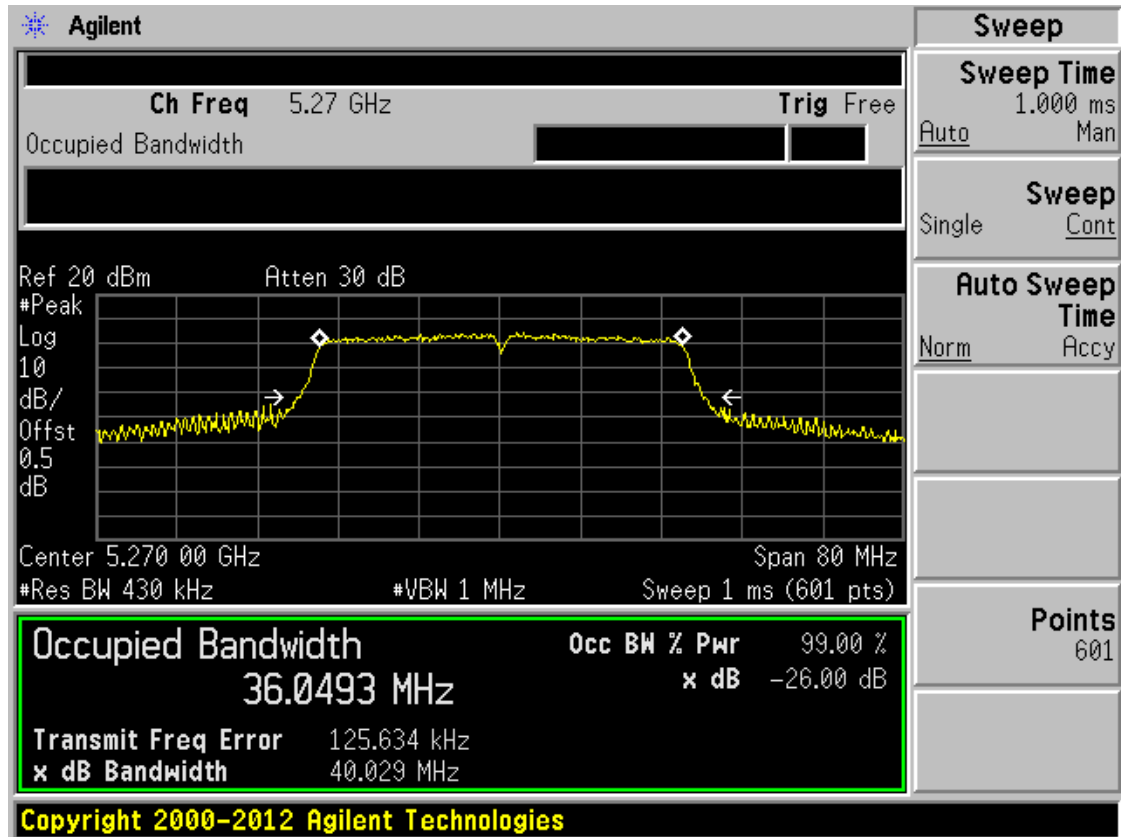 Agilent
Ch Freq 5.27 GHz Trig Free
Occupied Bandwidth
Ref 20 dBm Atten 30 dB
#Peak
Log
10
dB/
Offst
0.5
dB
Center 5.270 00 GHz Span 80 MHz
#Res BW 430 kHz #VBW 1 MHz Sweep 1 ms (601 pts)
Occupied Bandwidth
36.0493 MHz
Occ BW % Pwr 99.00 %
x dB -26.00 dB
Transmit Freq Error 125.634 kHz
x dB Bandwidth 40.029 MHz
Copyright 2000-2012 Agilent Technologies
Sweep
Sweep Time
1.000 ms
Auto Man
Sweep
Single Cont
Auto Sweep
Time
Norm Accy
Points
601